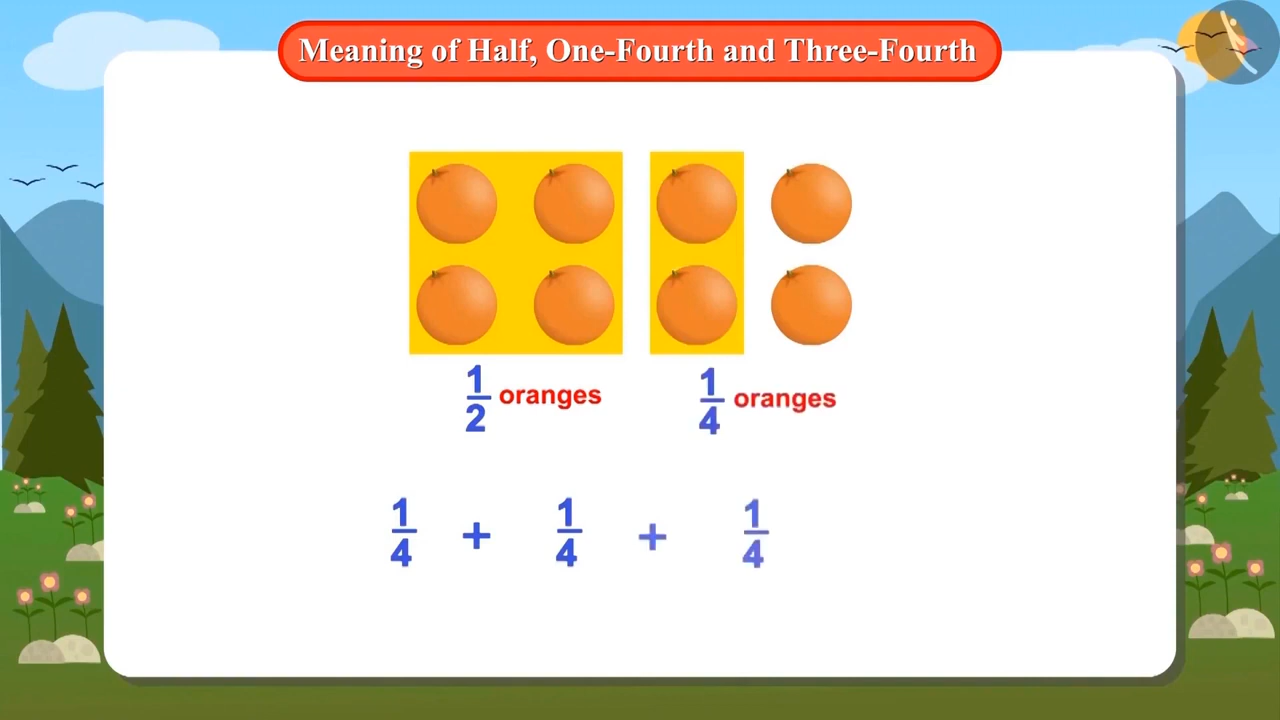 Meaning of Half, One-Fourth and Three-Fourth
1/2 oranges 1/4 oranges
1/4 + 1/4 + 1/4